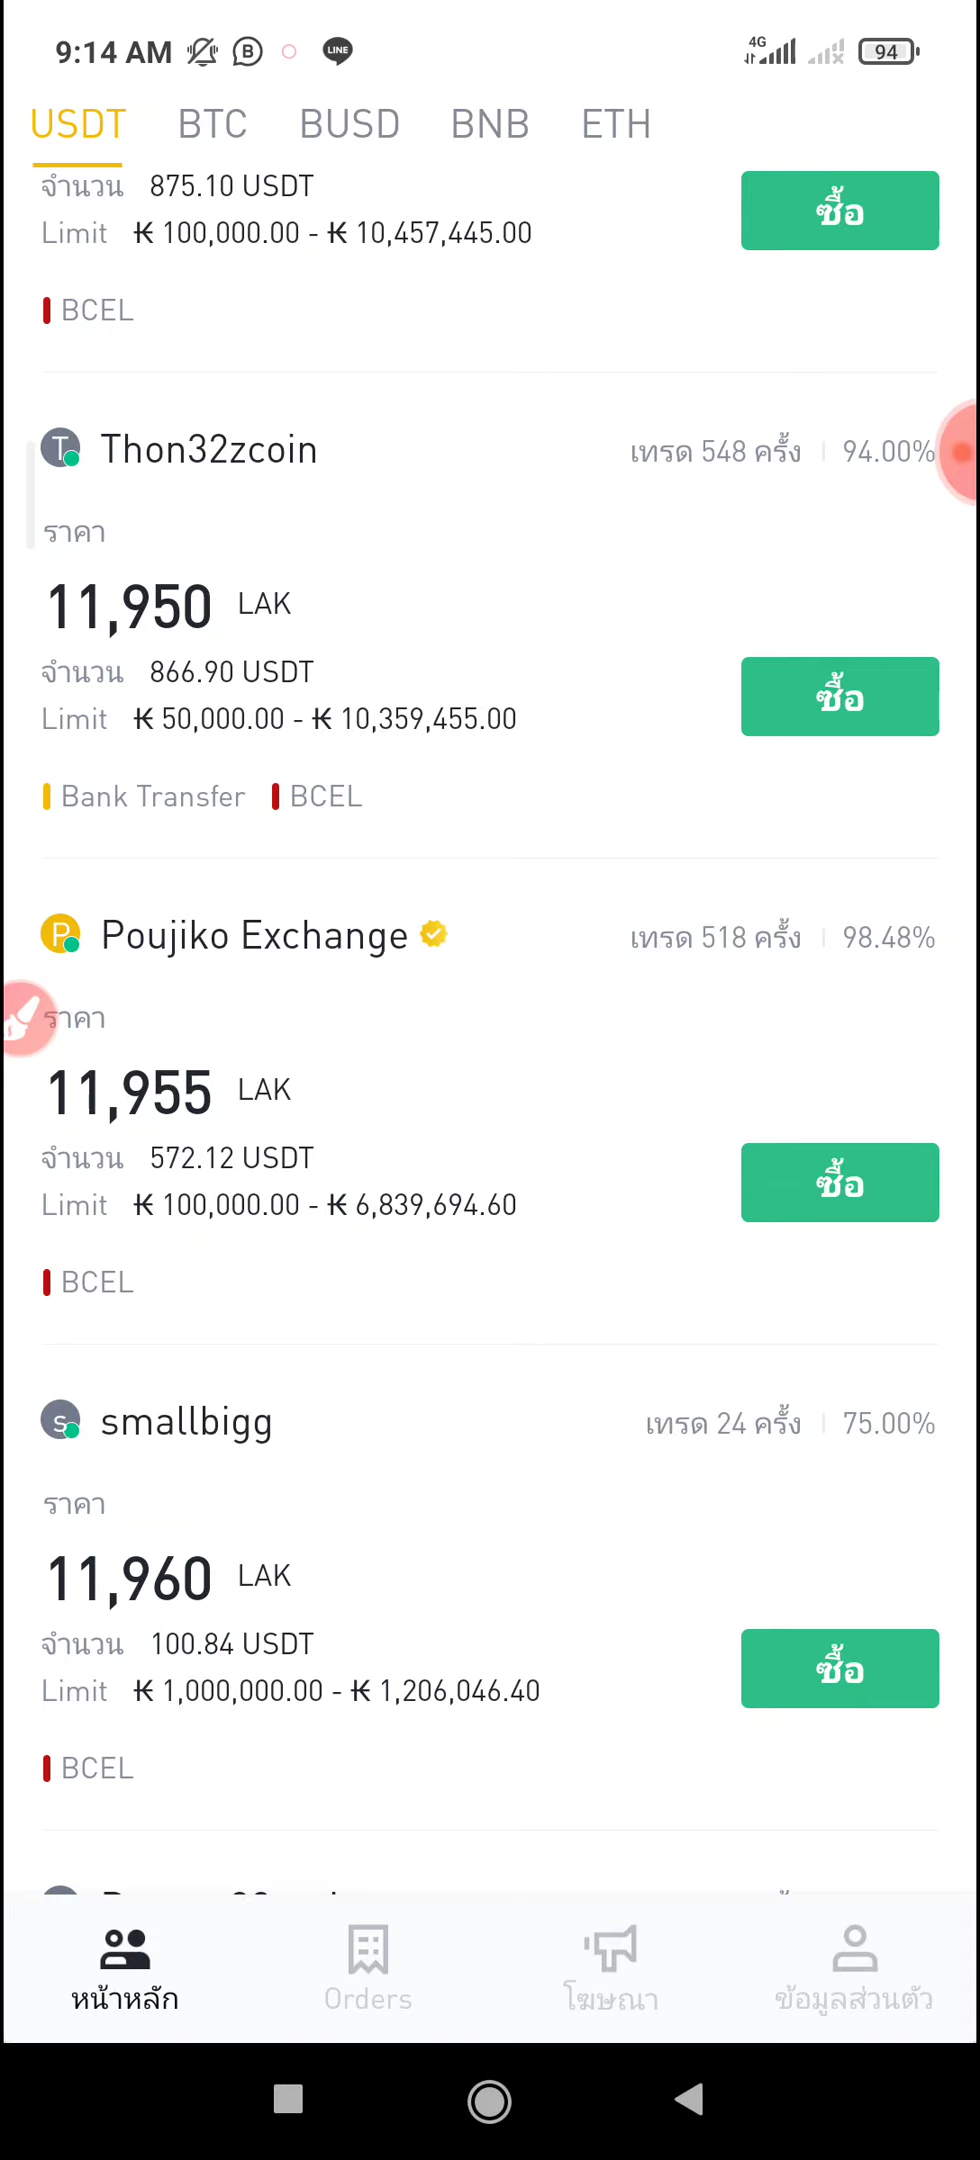 9:14 AM B LINE 4G 94
USDT BTC BUSD BNB ETH
จำนวน 875.10 USDT
Limit ₭ 100,000.00 - ₭ 10,457,445.00
ซื้อ
BCEL
T Thon32zcoin เทรด 548 ครั้ง 94.00%
ราคา
11,950 LAK
จำนวน 866.90 USDT
Limit ₭ 50,000.00 - ₭ 10,359,455.00
ซื้อ
Bank Transfer BCEL
P Poujiko Exchange เทรด 518 ครั้ง 98.48%
ราคา
11,955 LAK
จำนวน 572.12 USDT
Limit ₭ 100,000.00 - ₭ 6,839,694.60
ซื้อ
BCEL
s smallbigg เทรด 24 ครั้ง 75.00%
ราคา
11,960 LAK
จำนวน 100.84 USDT
Limit ₭ 1,000,000.00 - ₭ 1,206,046.40
ซื้อ
BCEL
หน้าหลัก Orders โฆษณา ข้อมูลส่วนตัว